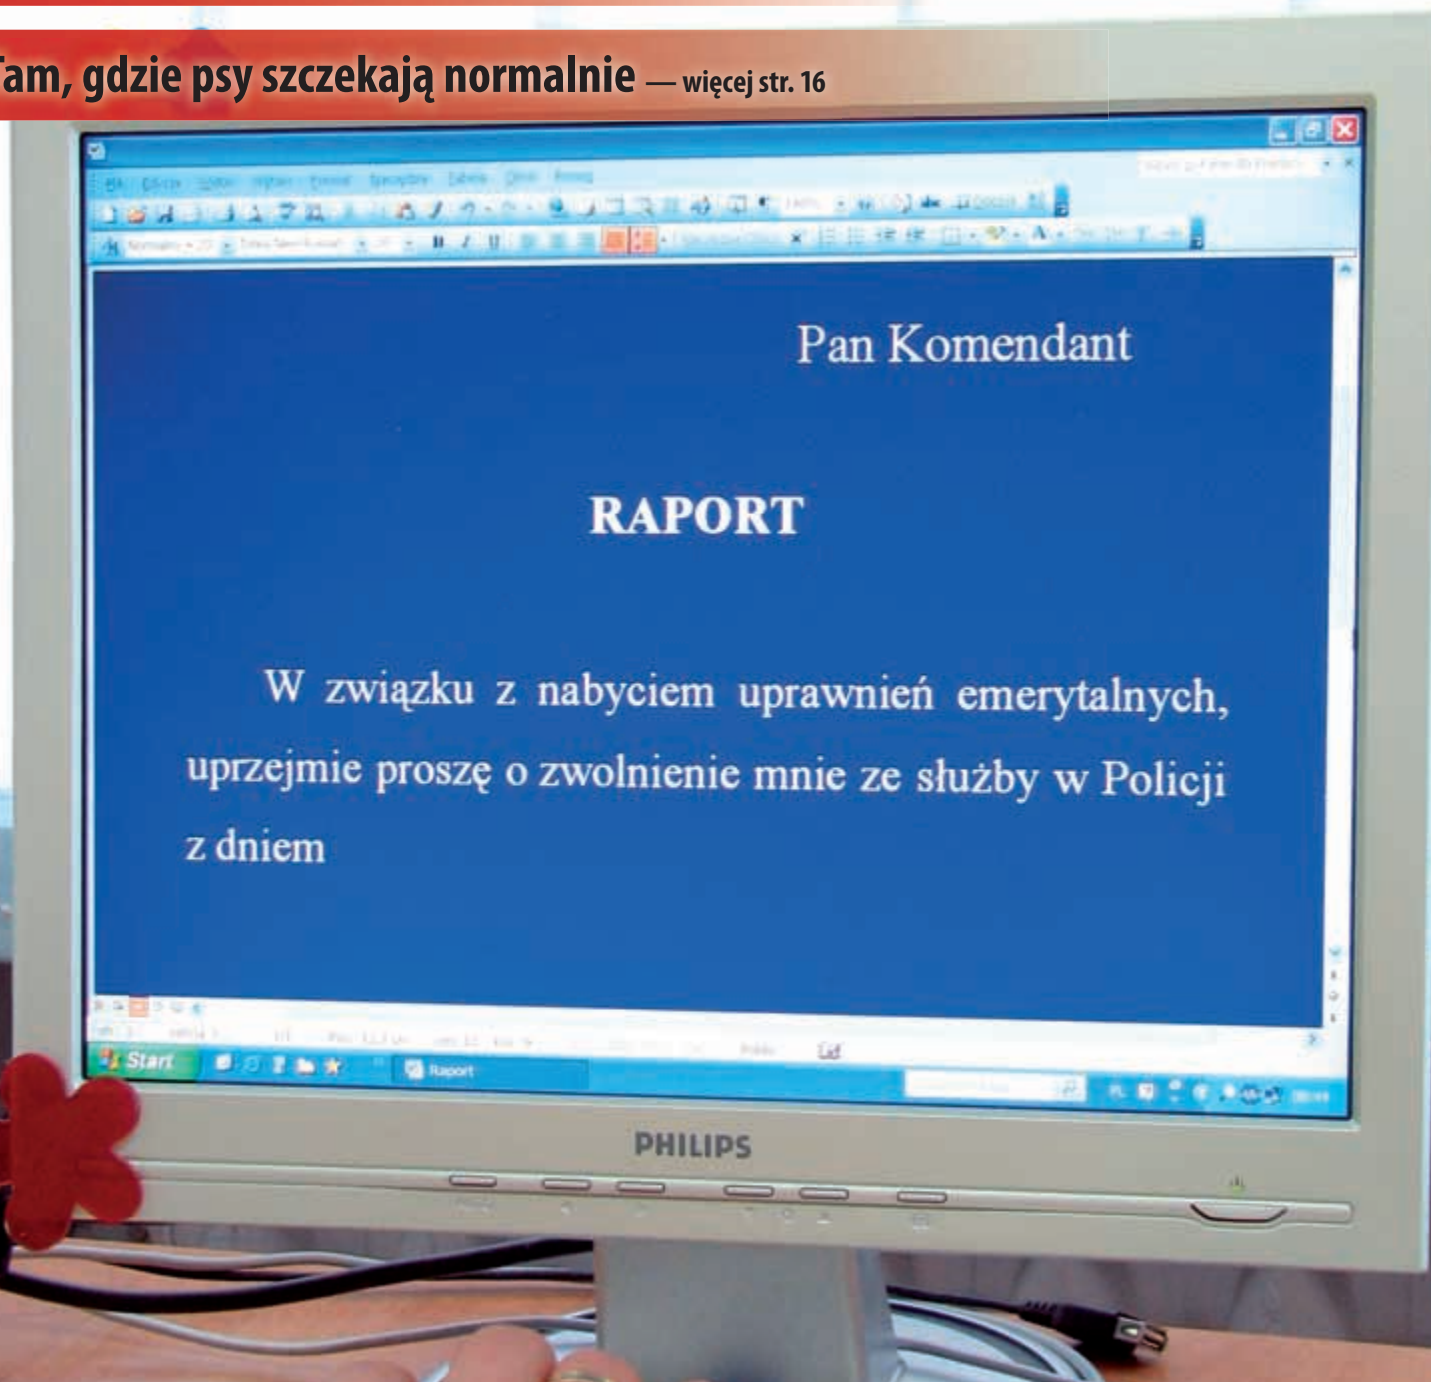 Tam, gdzie psy szczekają normalnie — więcej str. 16
Pan Komendant
RAPORT
W związku z nabyciem uprawnień emerytalnych,
uprzejmie proszę o zwolnienie mnie ze służby w Policji
z dniem
Start
Raport
PHILIPS